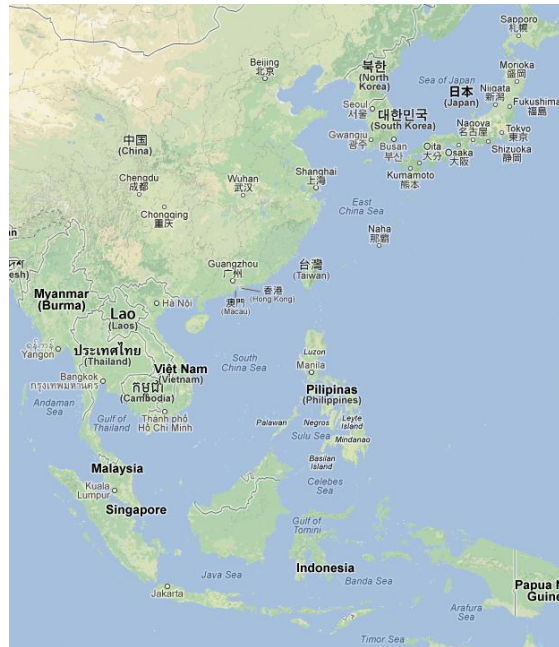 Sapporo
札幌
Beijing
北京
북한
(North
Korea)
Sea of Japan
Morioka
盛岡
Niigata
新潟
日本
(Japan)
Fukushima
福島
Seoul
서울
대한민국
(South Korea)
Gwangju
광주
Busan
부산
Nagoya
名古屋
Tokyo
東京
Oita
大分
Osaka
大阪
Shizuoka
静岡
Kumamoto
熊本
中国
(China)
Chengdu
成都
Wuhan
武汉
Shanghai
上海
Chongqing
重庆
East
China Sea
Naha
那覇
Guangzhou
广州
台灣
(Taiwan)
香港
(Hong Kong)
澳門
(Macau)
an
esh)
Myanmar
(Burma)
Hà Nội
Lao
(Laos)
Yangon
ประเทศไทย
(Thailand)
Việt Nam
(Vietnam)
South
China Sea
Luzon
Manila
Bangkok
กรุงเทพมหานคร
កម្ពុជា
(Cambodia)
Pilipinas
(Philippines)
Andaman
Sea
Gulf of
Thailand
Thành phố
Hồ Chí Minh
Palawan
Negros
Leyte
Island
Sulu Sea
Mindanao
Basilan
Island
Malaysia
Kuala
Lumpur
Celebes
Sea
Singapore
Gulf of
Tomini
Indonesia
Java Sea
Banda Sea
Papua N
Guine
Jakarta
Arafura
Sea
Timor Sea